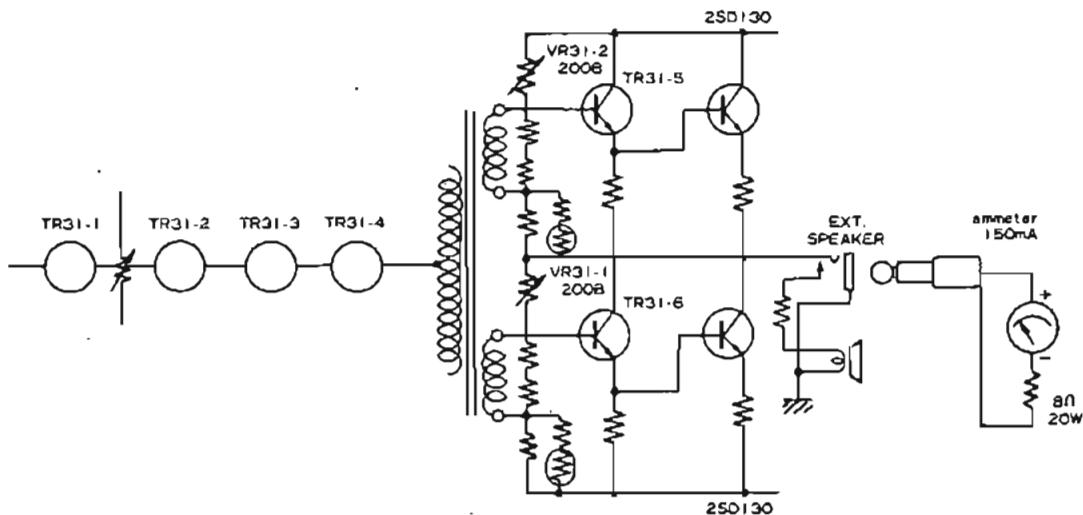 2SD130
VR31-2
200B
TR31-5
TR31-1
TR31-2
TR31-3
TR31-4
EXT.
SPEAKER
ammeter
150mA
VR31-1
200B
TR31-6
+
-
8Ω
20W
2SD130